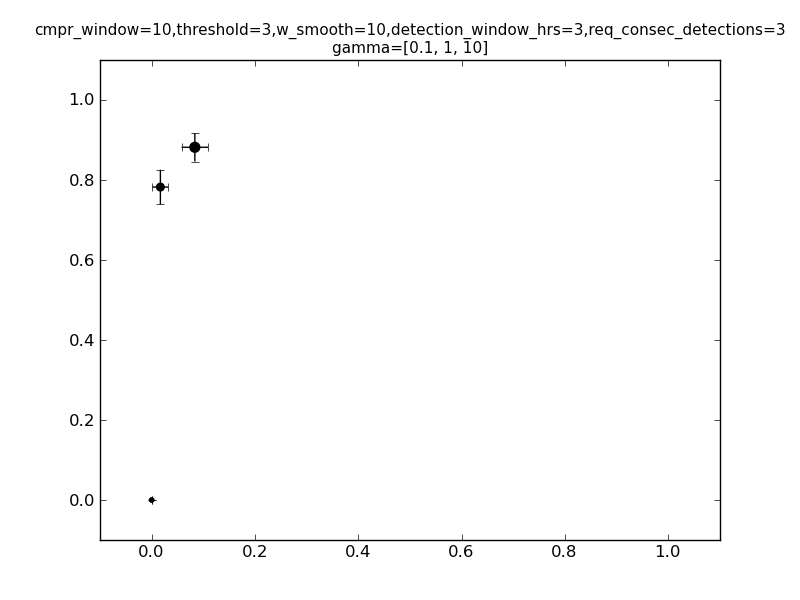 cmpr_window=10,threshold=3,w_smooth=10,detection_window_hrs=3,req_consec_detections=3
gamma=[0.1, 1, 10]
1.0
0.8
0.6
0.4
0.2
0.0
0.0 0.2 0.4 0.6 0.8 1.0